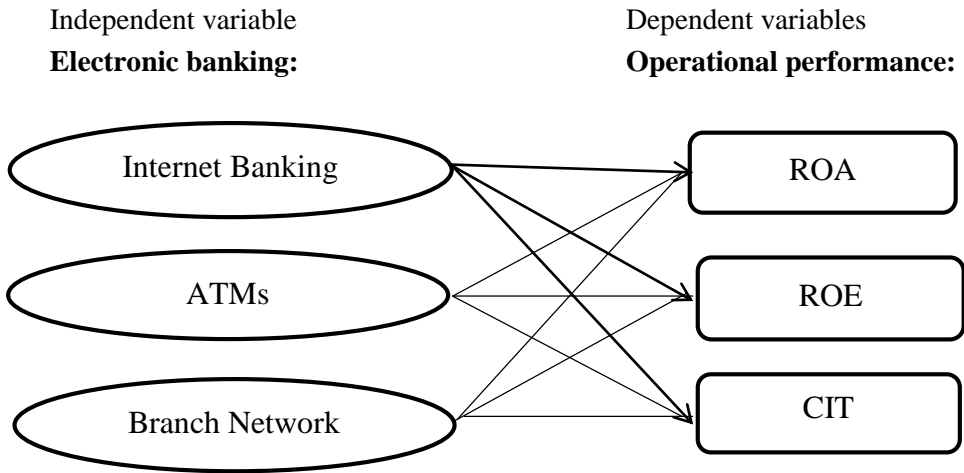 Independent variable
Electronic banking:
Dependent variables
Operational performance:
Internet Banking
ROA
ATMs
ROE
Branch Network
CIT